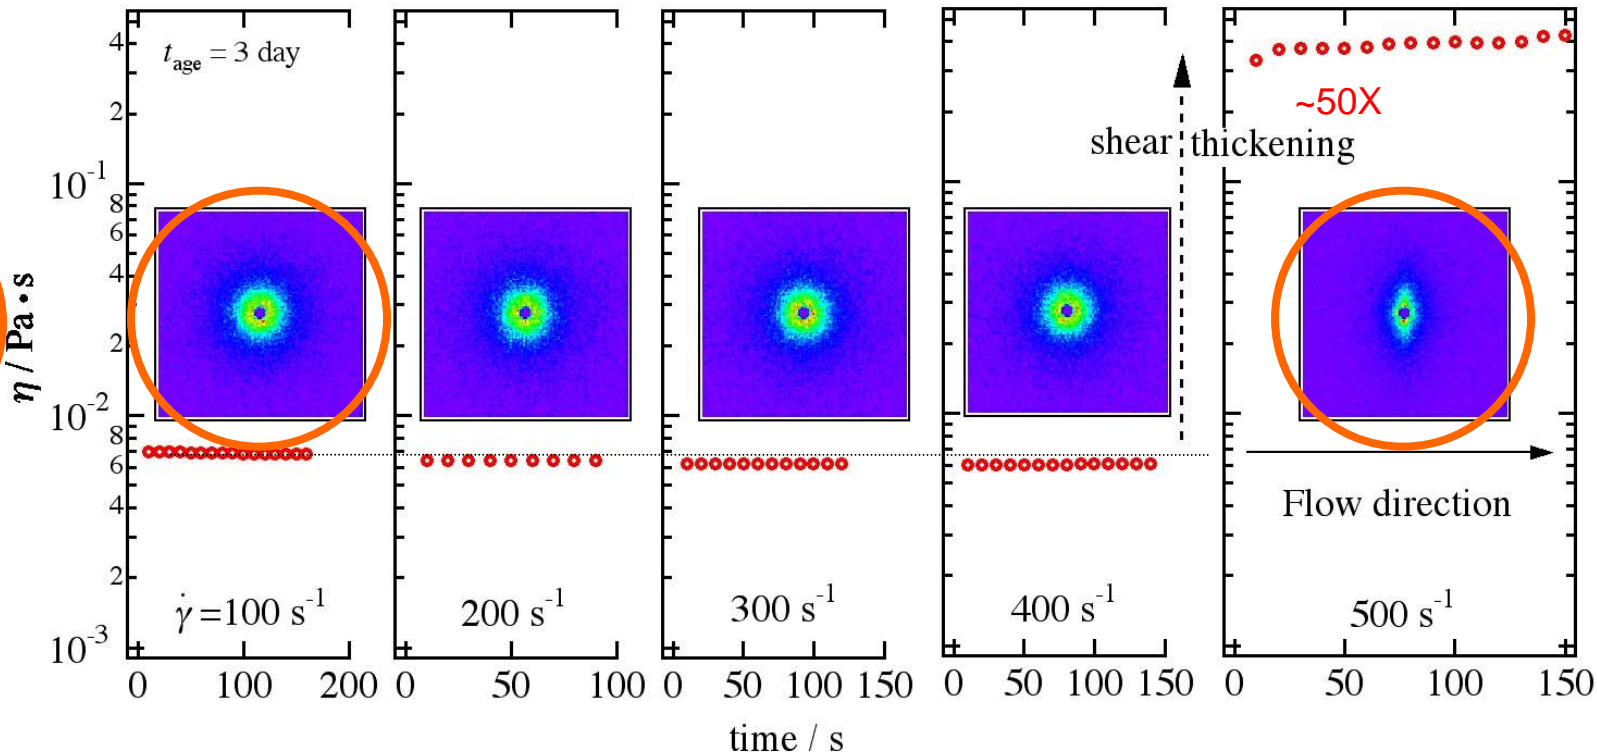 4
t_age = 3 day
2
10⁻¹
8
6
4
2
10⁻²
8
6
4
2
10⁻³
η / Pa·s
γ̇ =100 s⁻¹
200 s⁻¹
300 s⁻¹
400 s⁻¹
500 s⁻¹
~50X
shear thickening
Flow direction
0 100 200
0 50 100
0 50 100 150
0 50 100 150
0 50 100 150
time / s